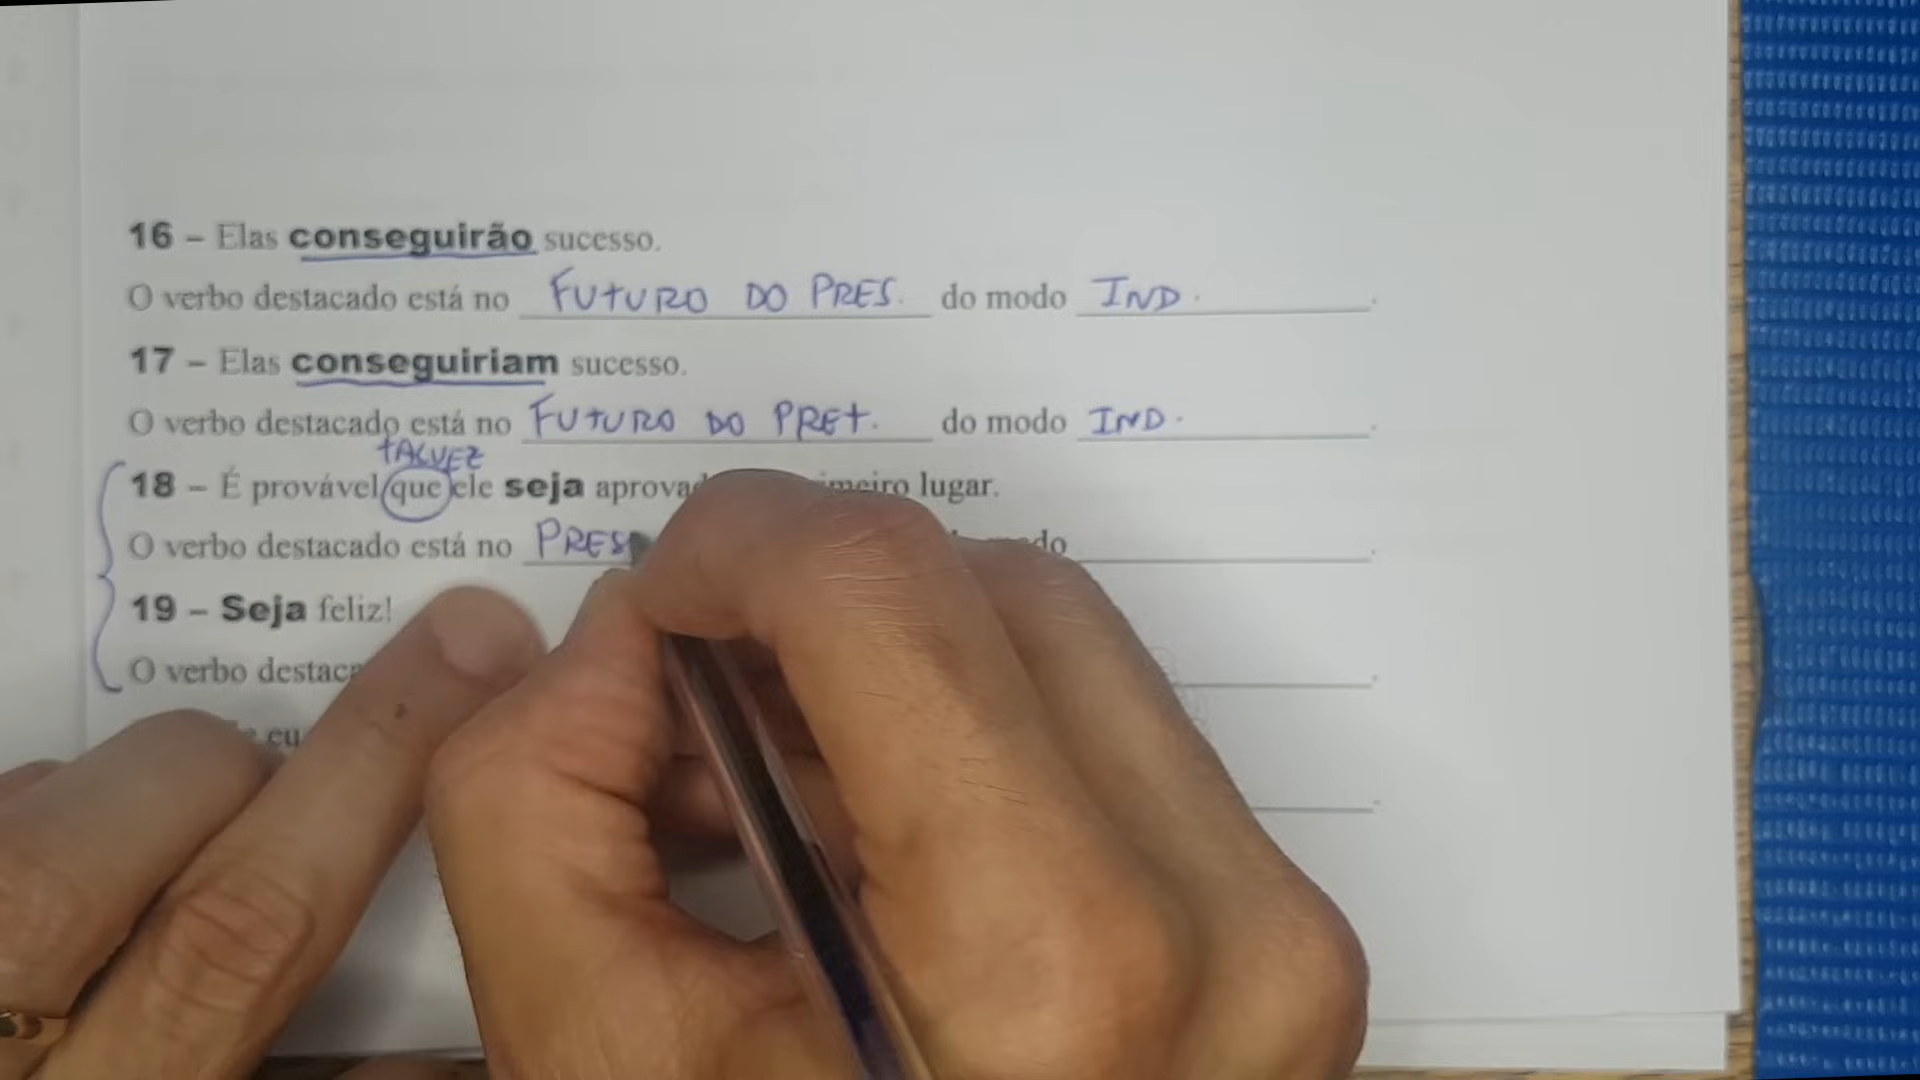 16 – Elas conseguirão sucesso.
O verbo destacado está no FUTURO DO PRES. do modo IND.
17 – Elas conseguiriam sucesso.
O verbo destacado está no FUTURO DO PRET. do modo IND.
TALVEZ
18 – É provável que ele seja lugar.
O verbo destacado está no PRES
19 – Seja feliz!
O verbo
eu